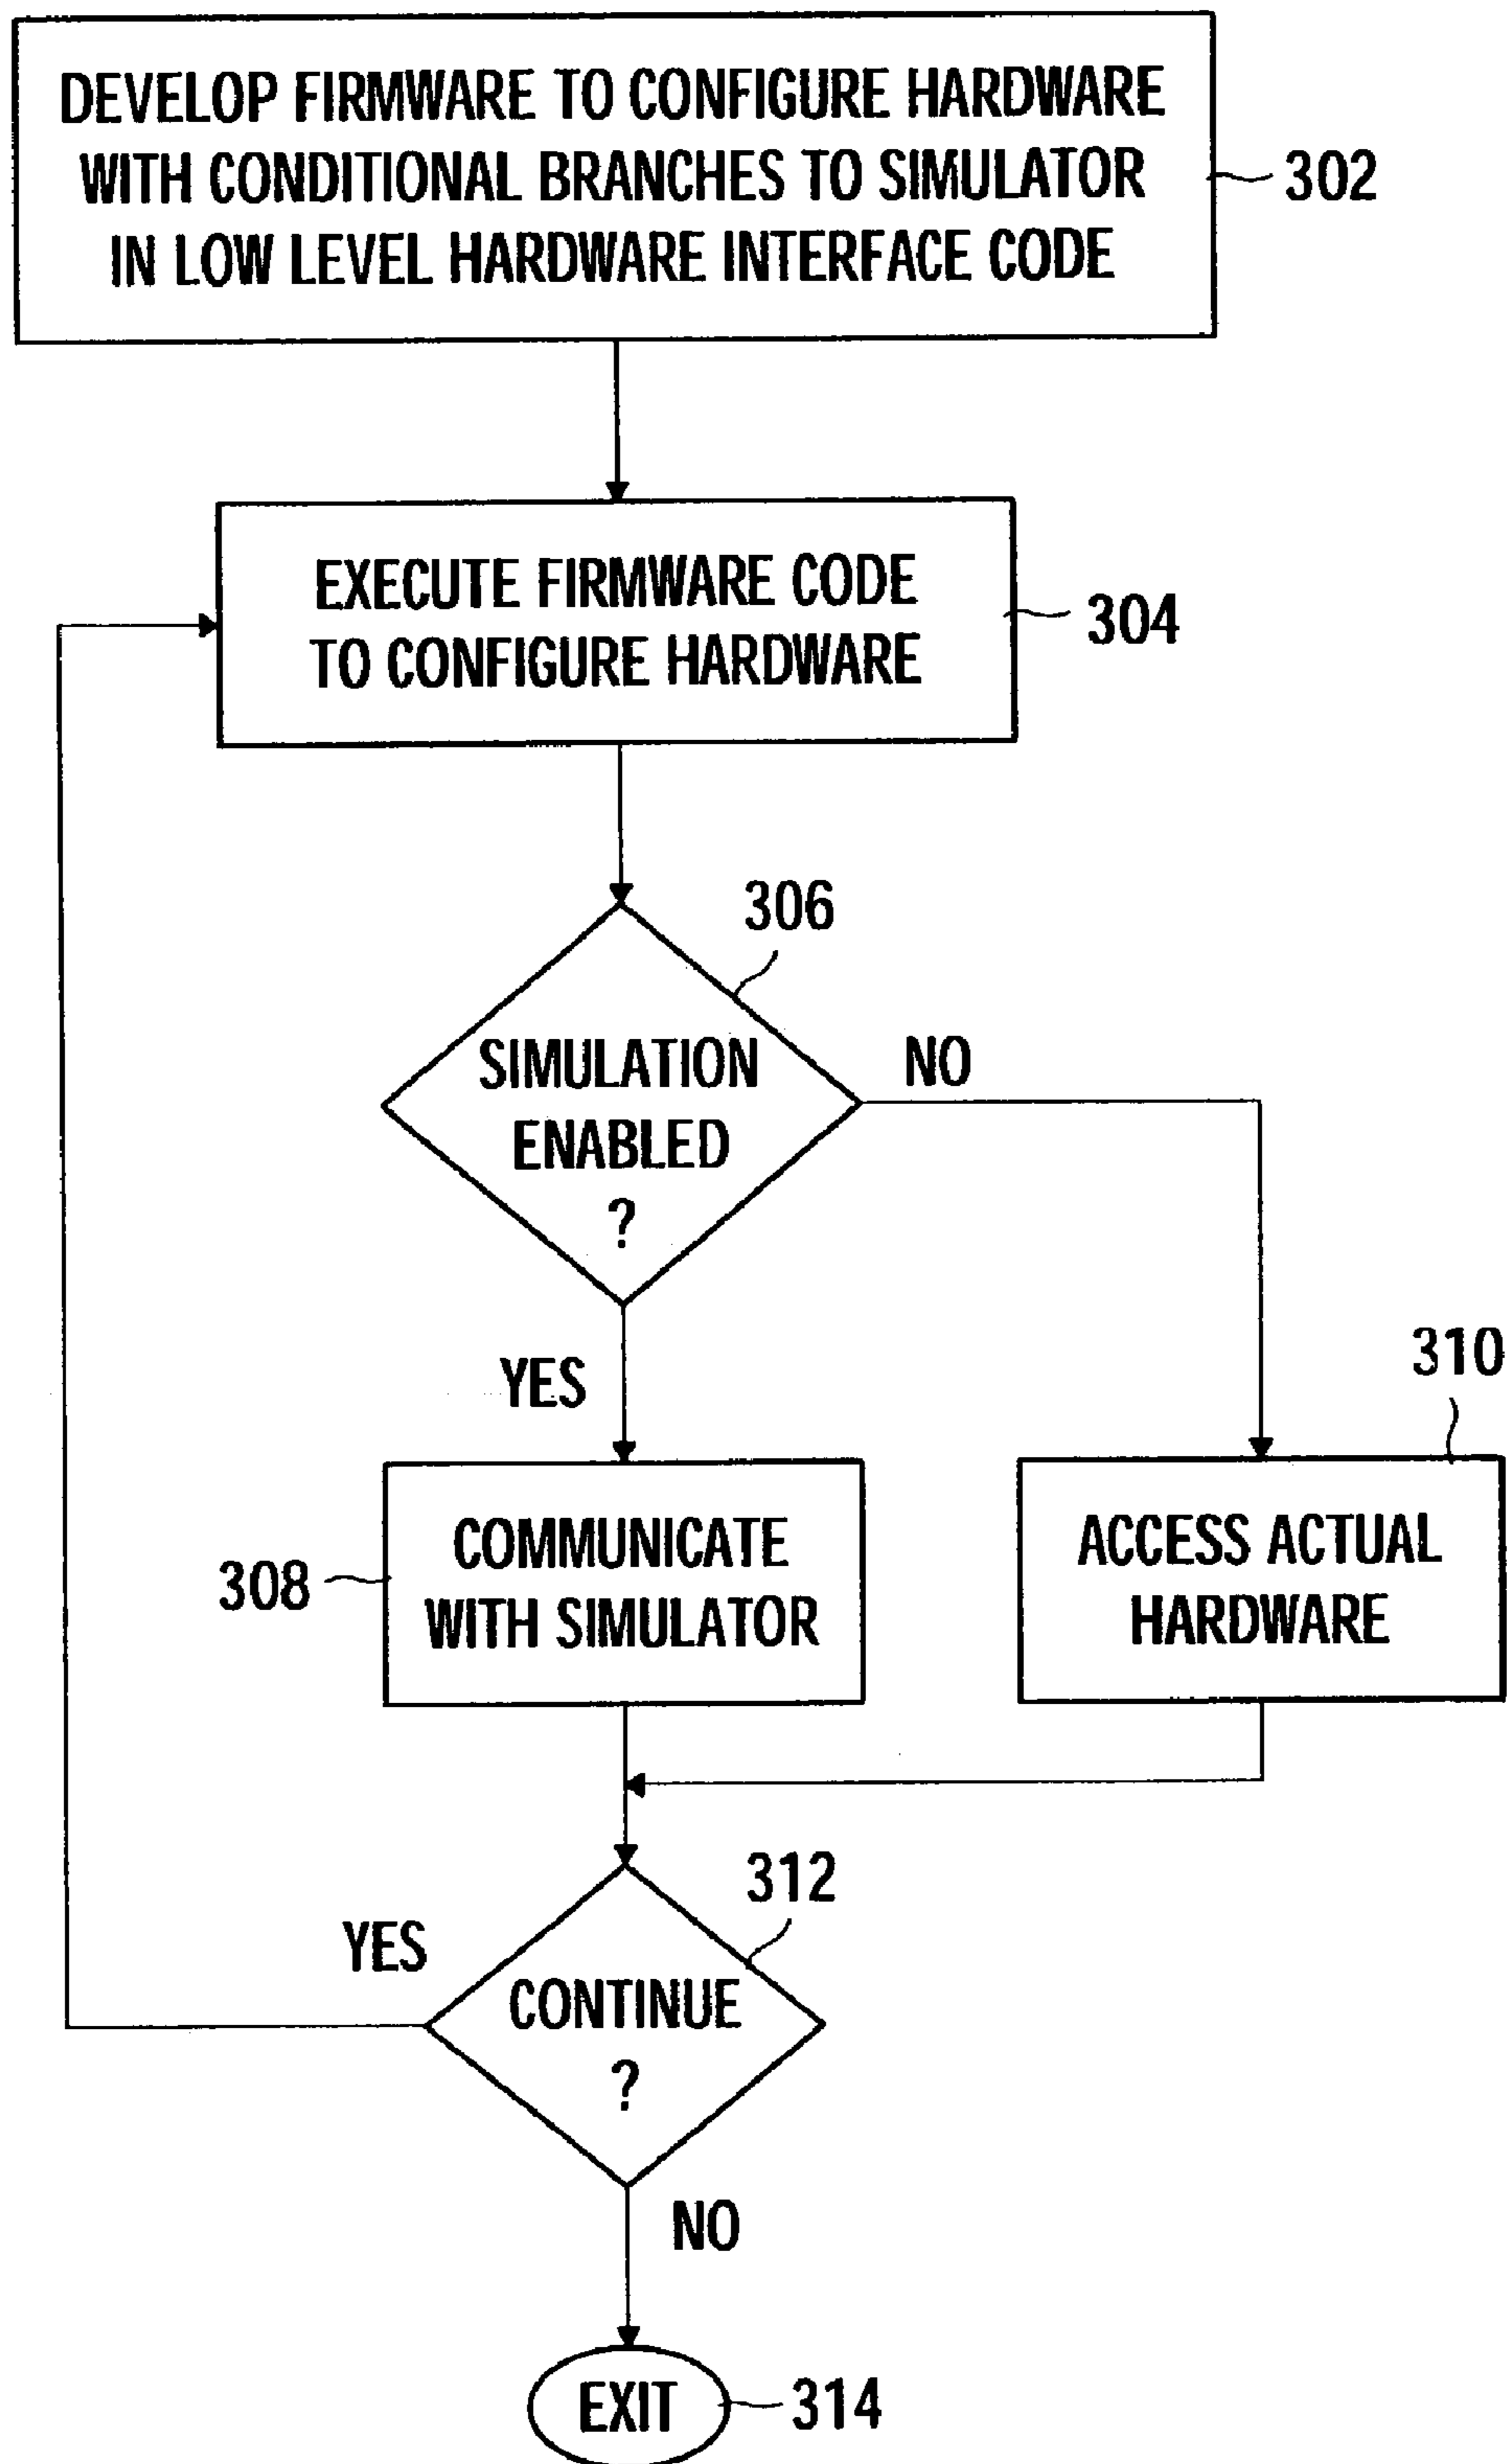 DEVELOP FIRMWARE TO CONFIGURE HARDWARE
WITH CONDITIONAL BRANCHES TO SIMULATOR
IN LOW LEVEL HARDWARE INTERFACE CODE
302
EXECUTE FIRMWARE CODE
TO CONFIGURE HARDWARE
304
306
SIMULATION
ENABLED
?
NO
YES
310
COMMUNICATE
WITH SIMULATOR
308
ACCESS ACTUAL
HARDWARE
312
YES
CONTINUE
?
NO
EXIT
314